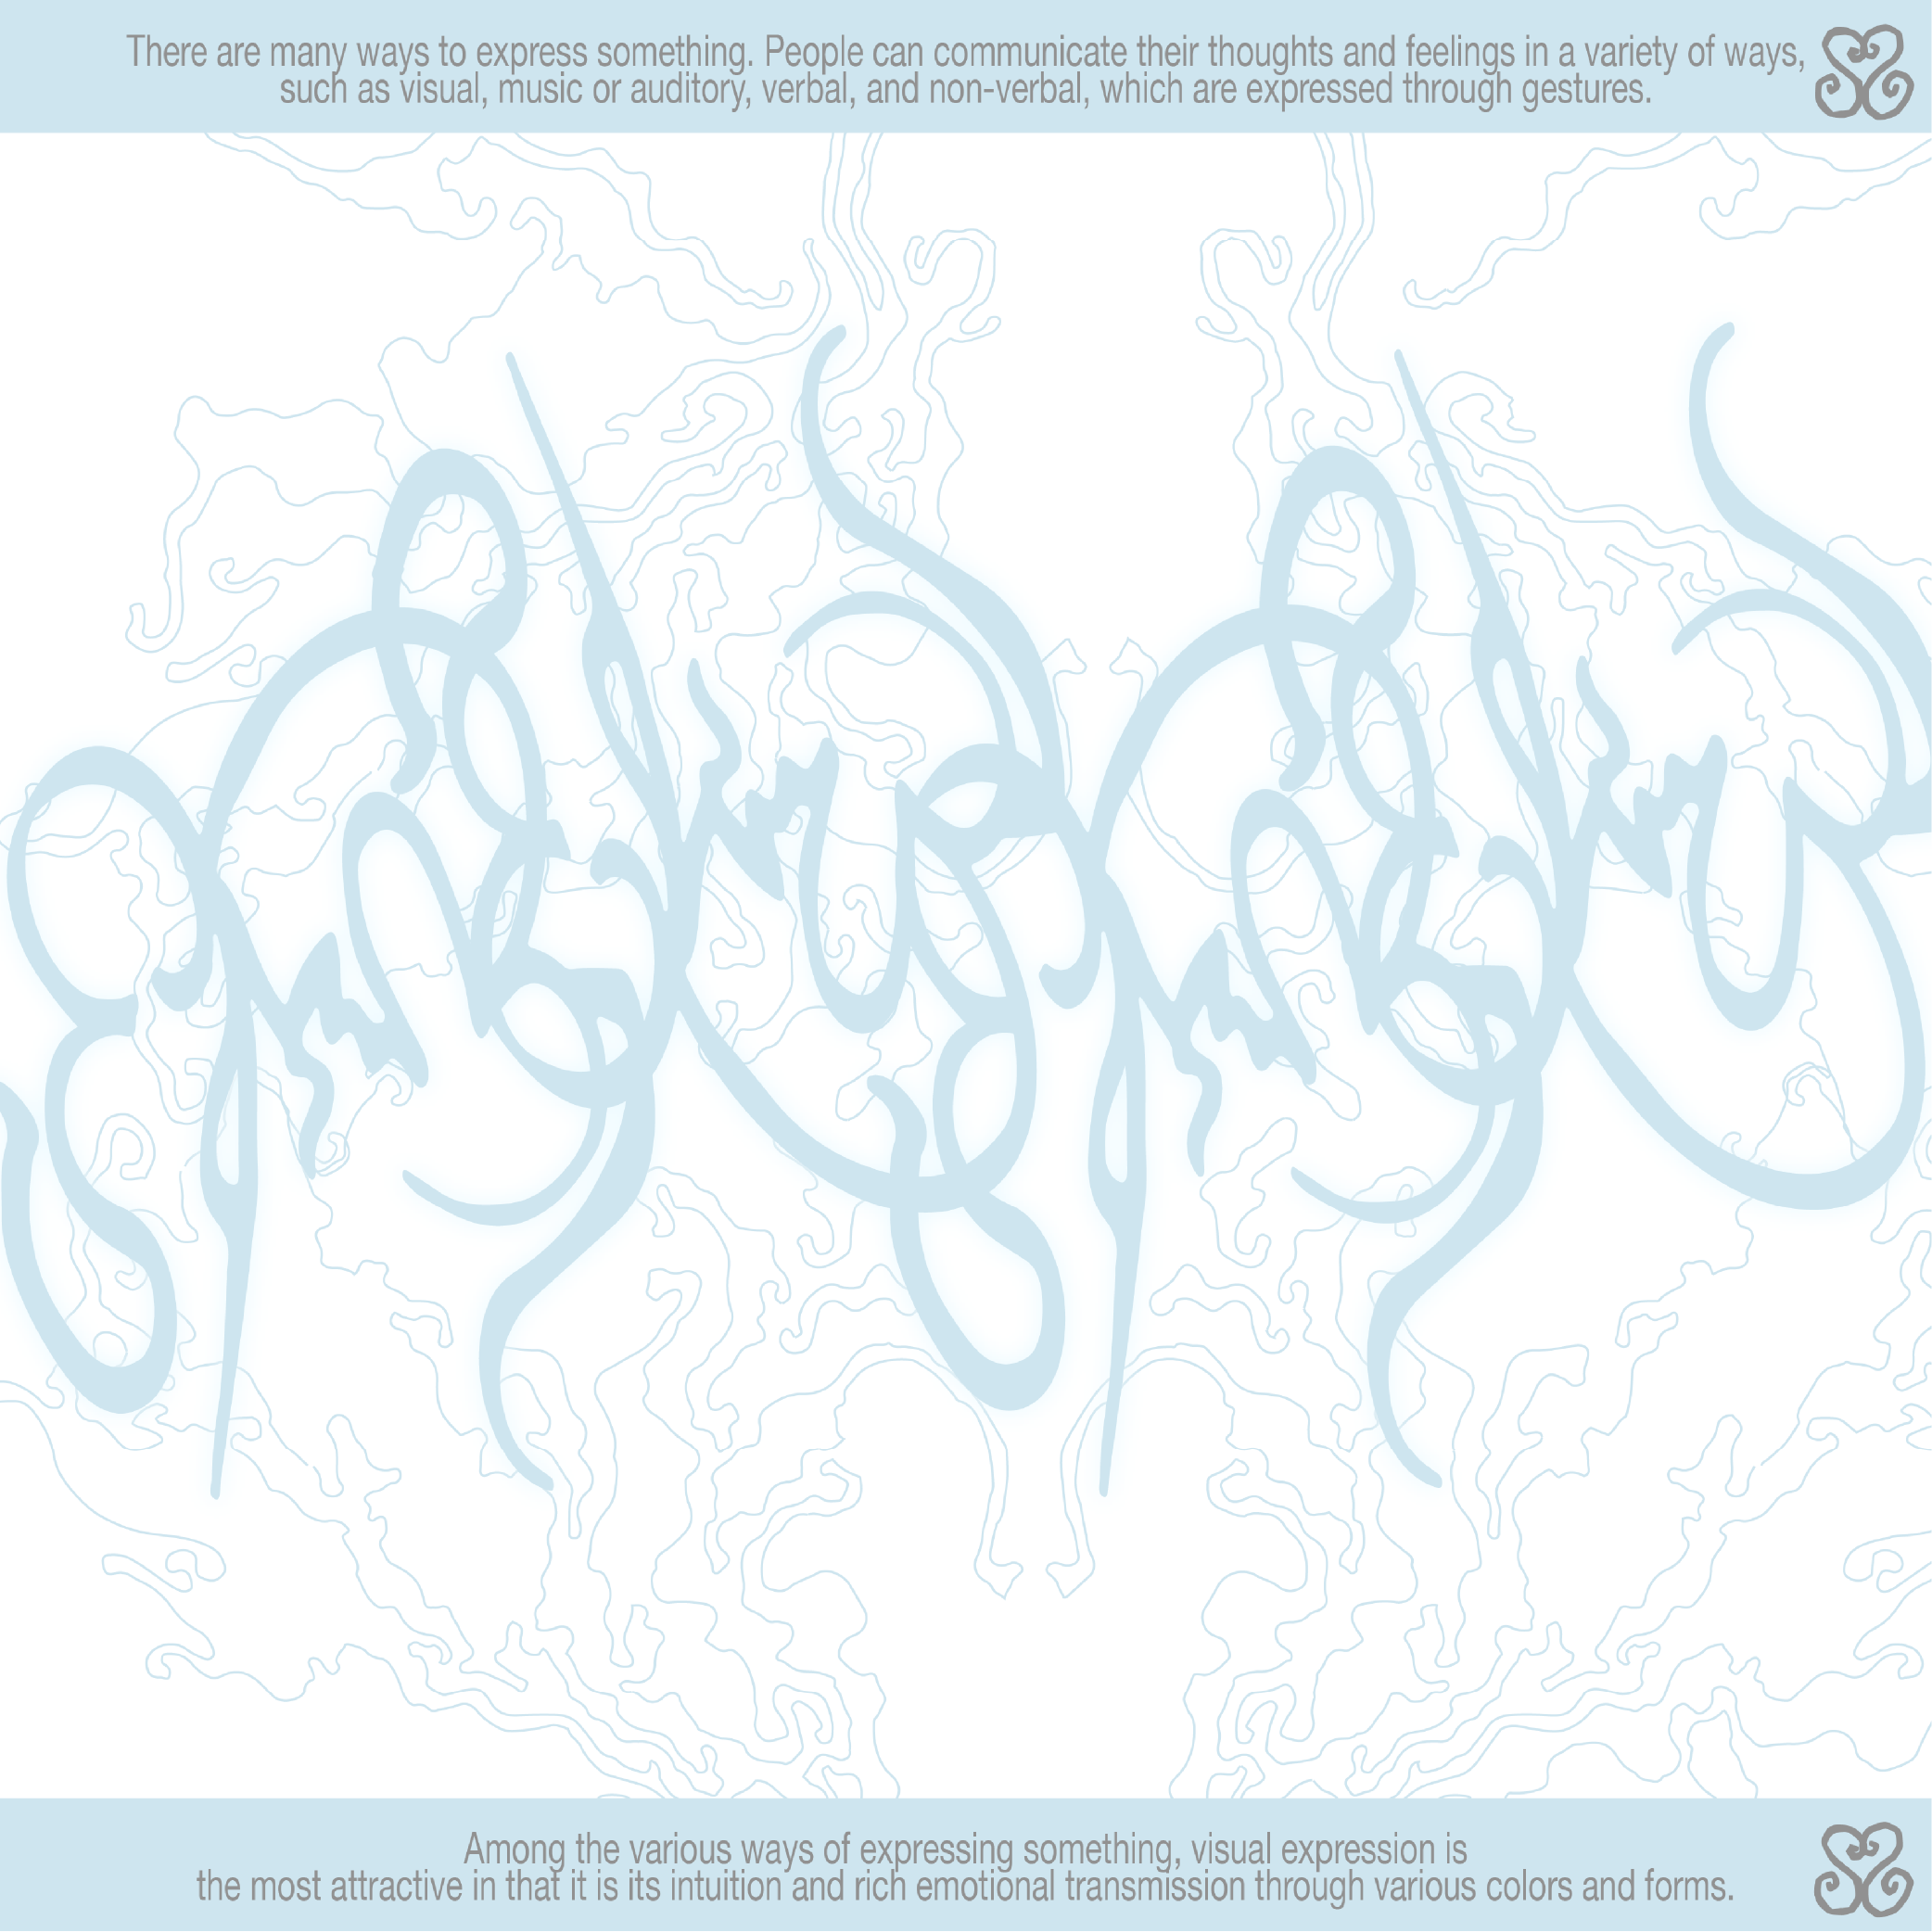 There are many ways to express something. People can communicate their thoughts and feelings in a variety of ways,
such as visual, music or auditory, verbal, and non-verbal, which are expressed through gestures.
Among the various ways of expressing something, visual expression is
the most attractive in that it is its intuition and rich emotional transmission through various colors and forms.